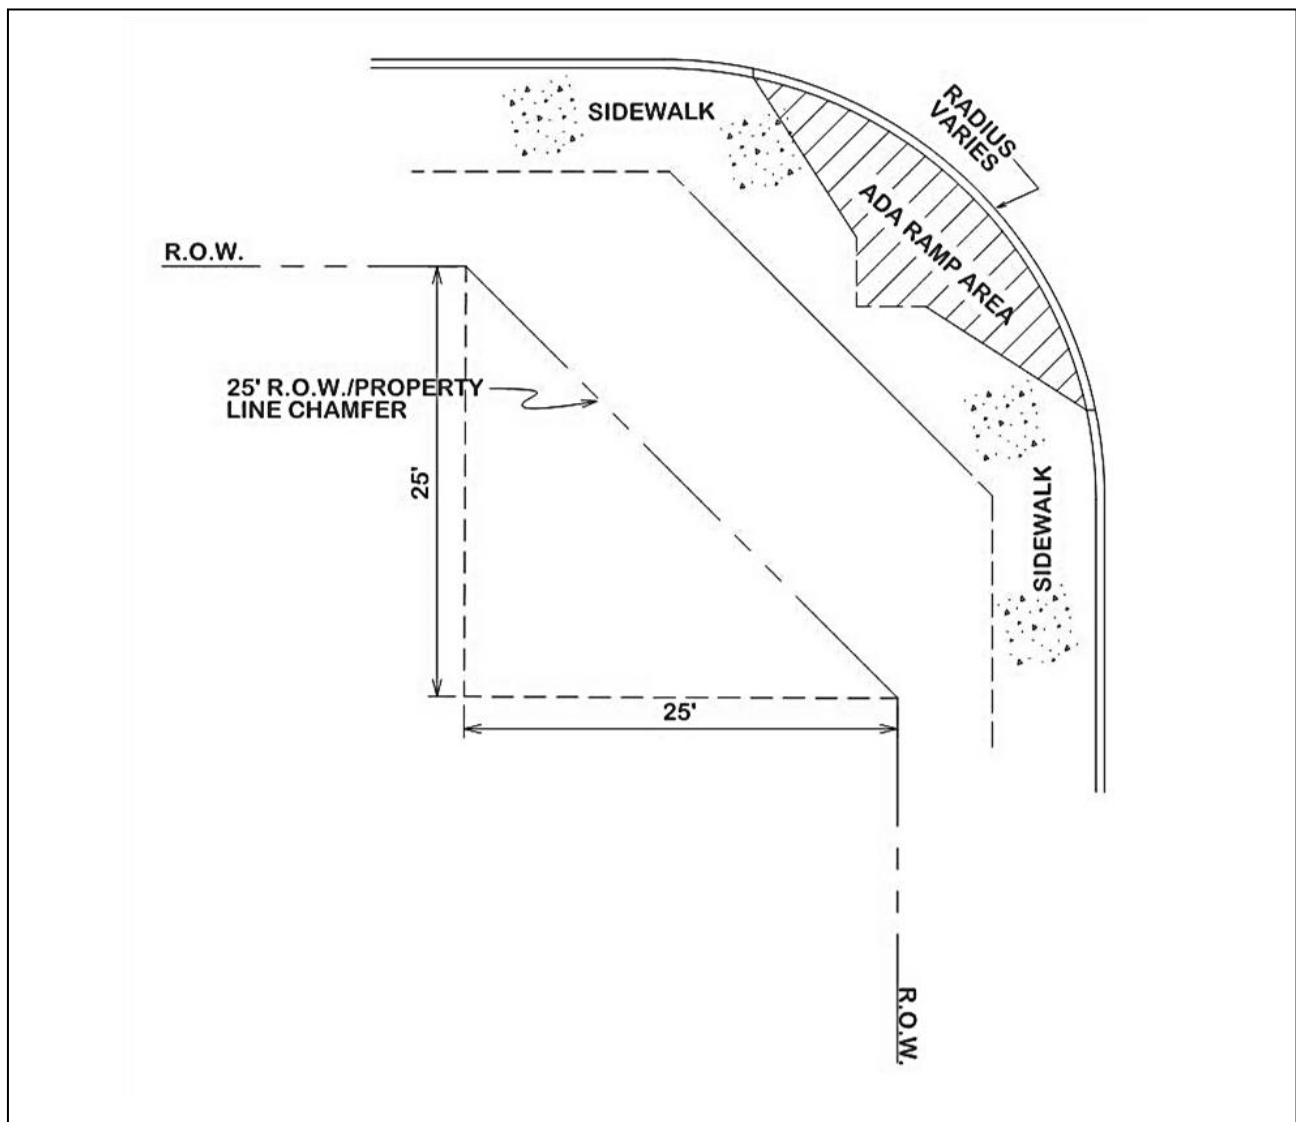 SIDEWALK
RADIUS
VARIES
ADA RAMP AREA
R.O.W.
25' R.O.W./PROPERTY
LINE CHAMFER
25'
SIDEWALK
25'
R.O.W.